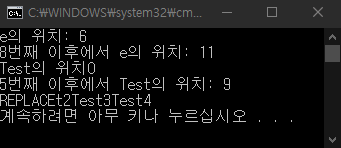 C:₩WINDOWS₩system32₩cm...
e의 위치: 6
8번째 이후에서 e의 위치: 11
Test의 위치0
5번째 이후에서 Test의 위치: 9
REPLACEt2Test3Test4
계속하려면 아무 키나 누르십시오 . . .